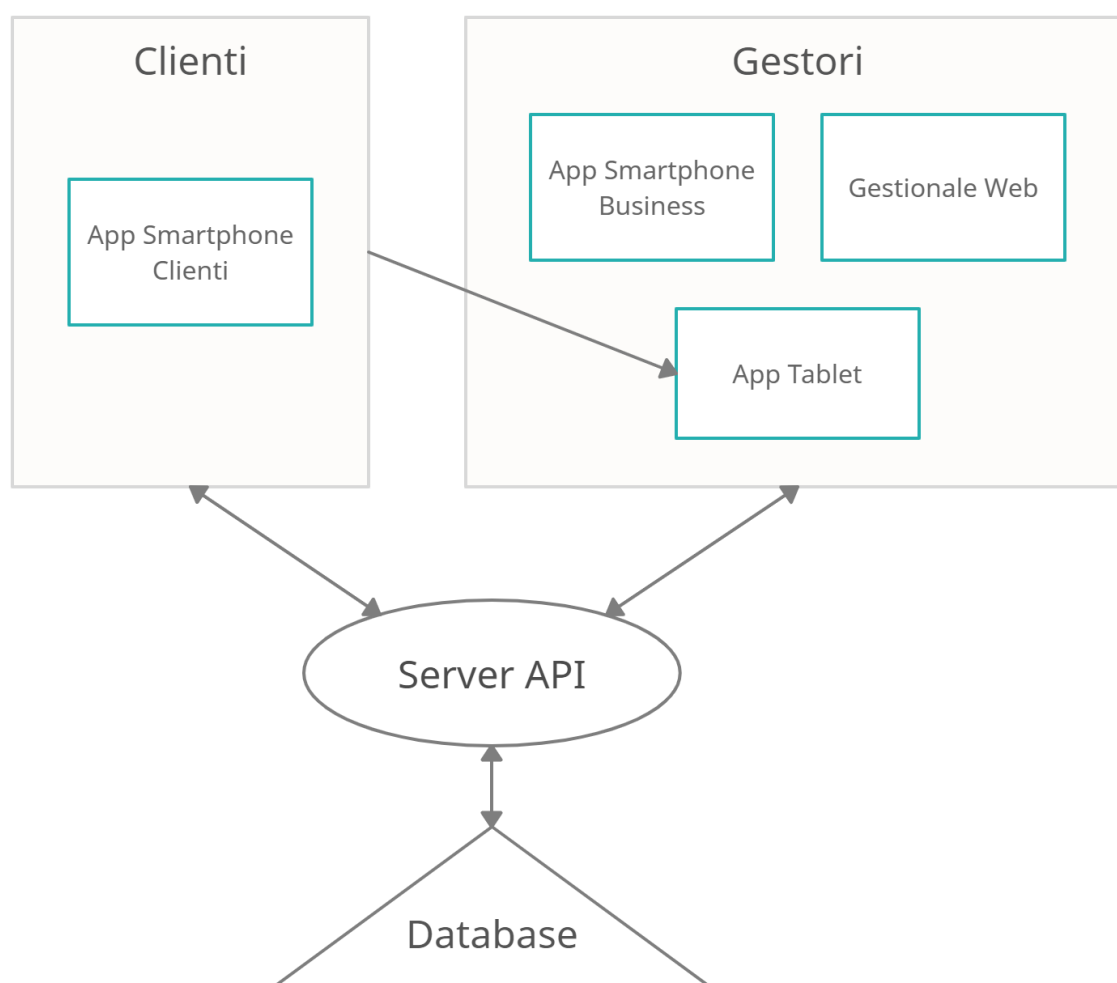 Clienti
Gestori
App Smartphone
Business
Gestionale Web
App Smartphone
Clienti
App Tablet
Server API
Database